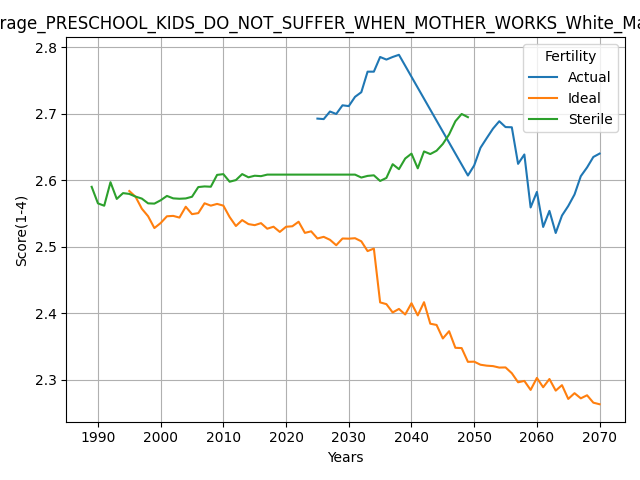 rage_PRESCHOOL_KIDS_DO_NOT_SUFFER_WHEN_MOTHER_WORKS_White_Ma
2.8
2.7
2.6
2.5
2.4
2.3
Score(1-4)
Fertility
Actual
Ideal
Sterile
1990 2000 2010 2020 2030 2040 2050 2060 2070
Years